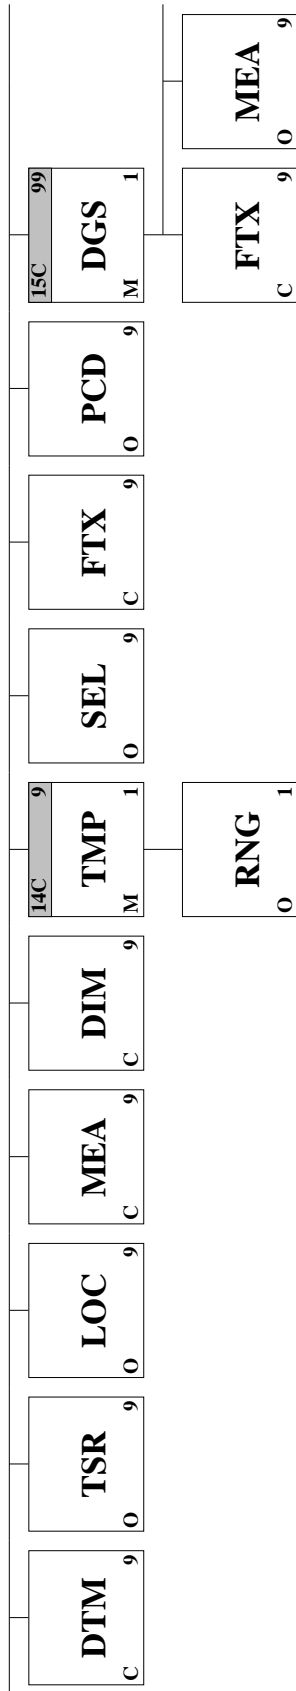 DTM
C 9
TSR
O 9
LOC
O 9
MEA
C 9
DIM
C 9
14C 9
TMP
M 1
RNG
O 1
SEL
O 9
FTX
C 9
PCD
O 9
15C 99
DGS
M 1
FTX
C 9
MEA
O 9